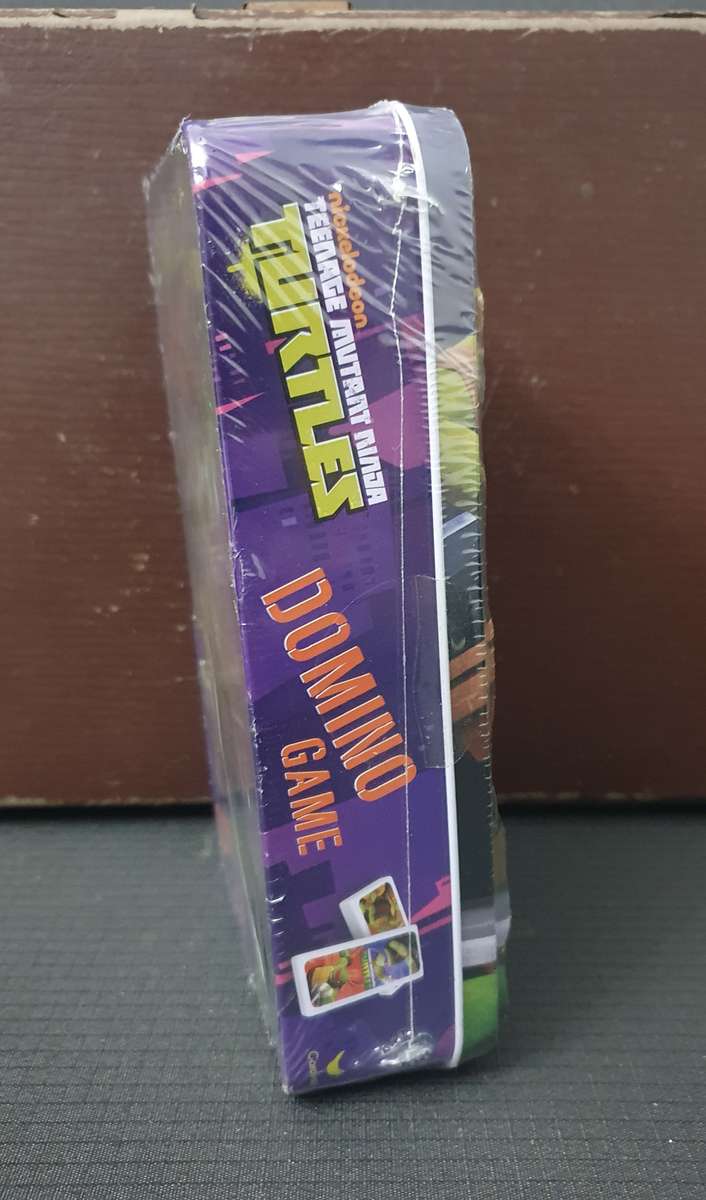 nickelodeon
TEENAGE MUTANT NINJA
TURTLES
DOMINO
GAME